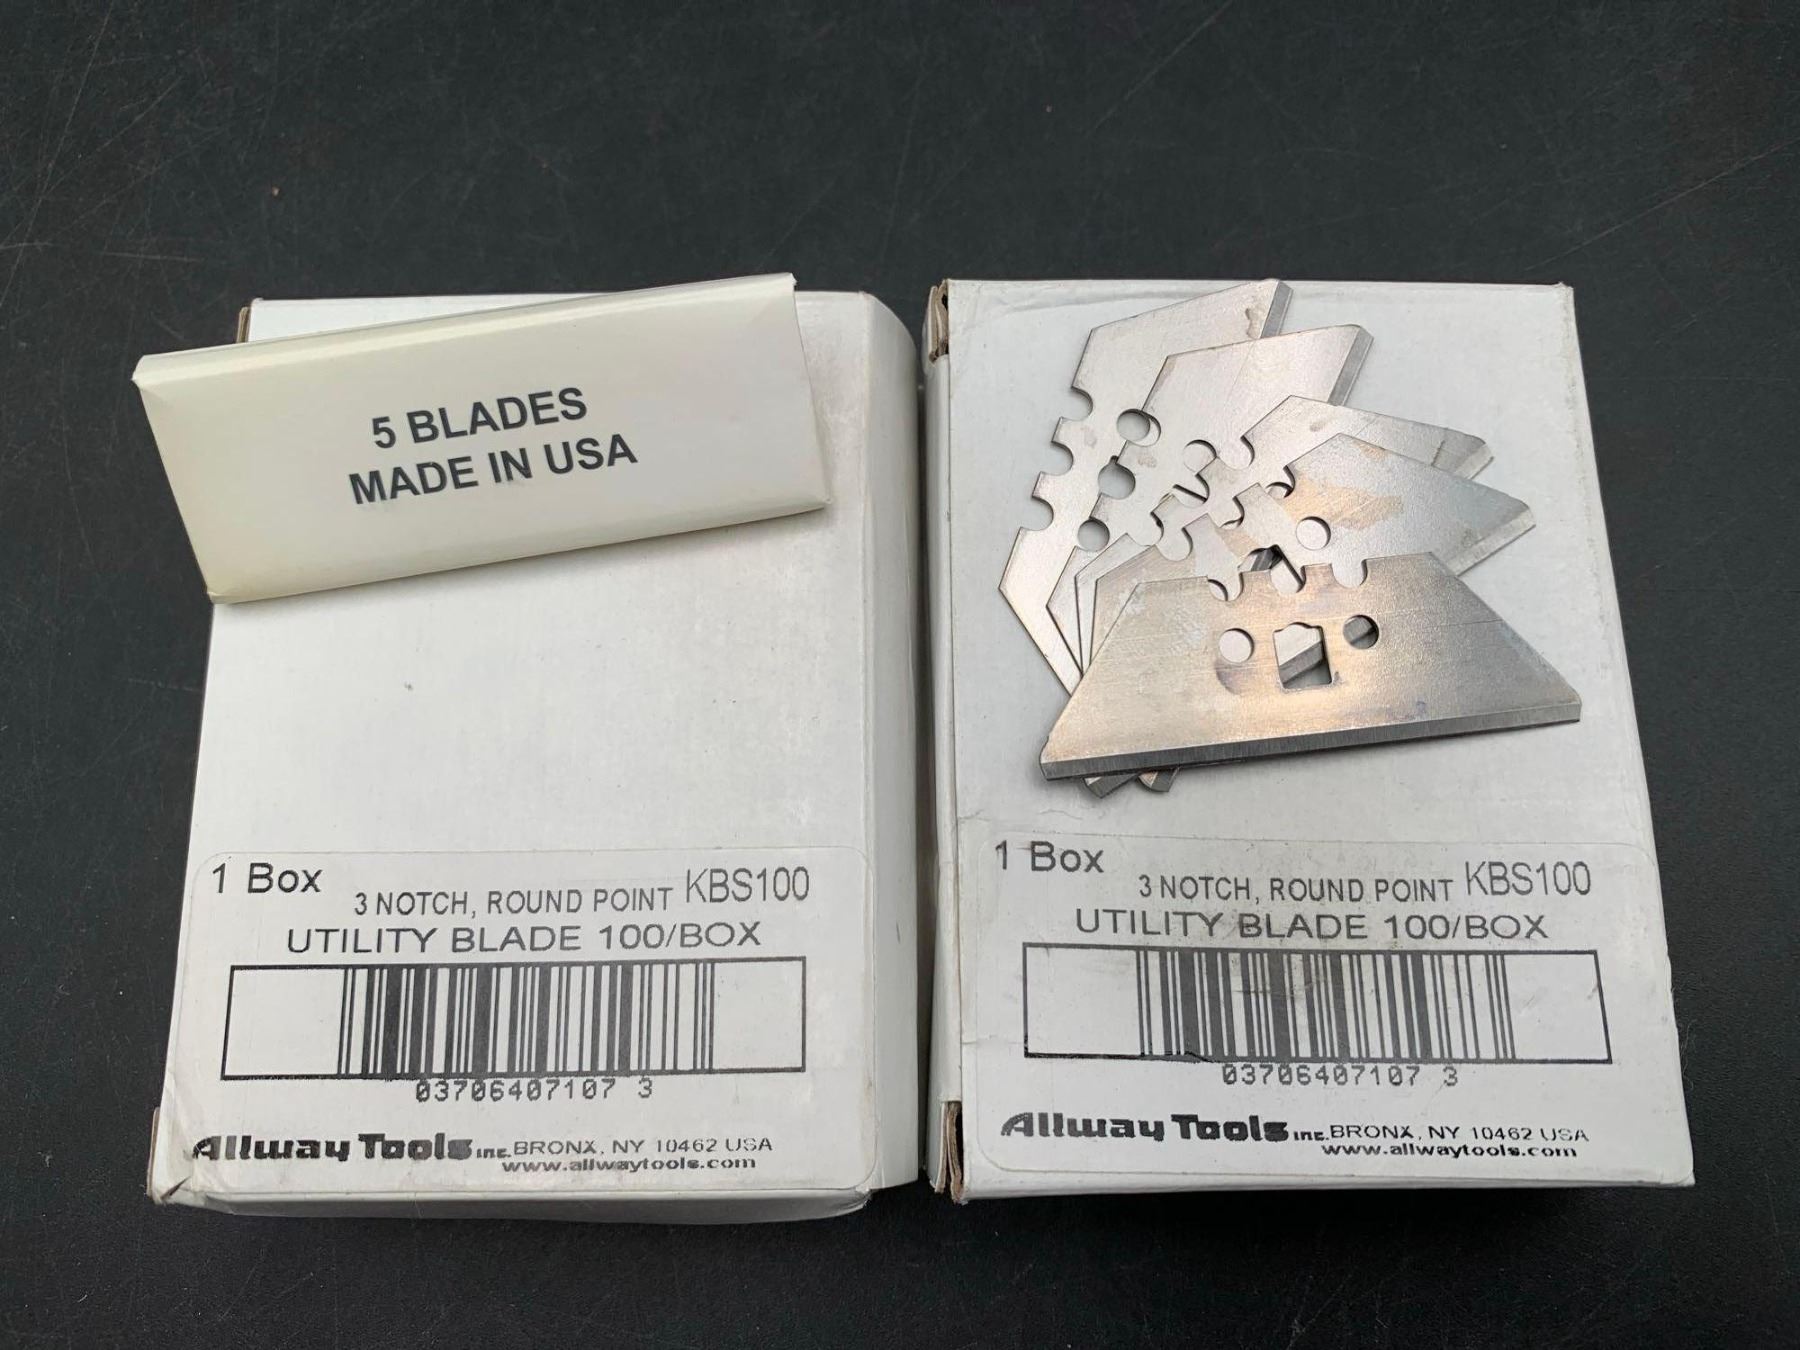 5 BLADES
MADE IN USA
1 Box 3 NOTCH, ROUND POINT KBS100
UTILITY BLADE 100/BOX
03706407107 3
Allway Tools inc. BRONX, NY 10462 USA
www.allwaytools.com
1 Box 3 NOTCH, ROUND POINT KBS100
UTILITY BLADE 100/BOX
03706407107 3
Allway Tools inc. BRONX, NY 10462 USA
www.allwaytools.com